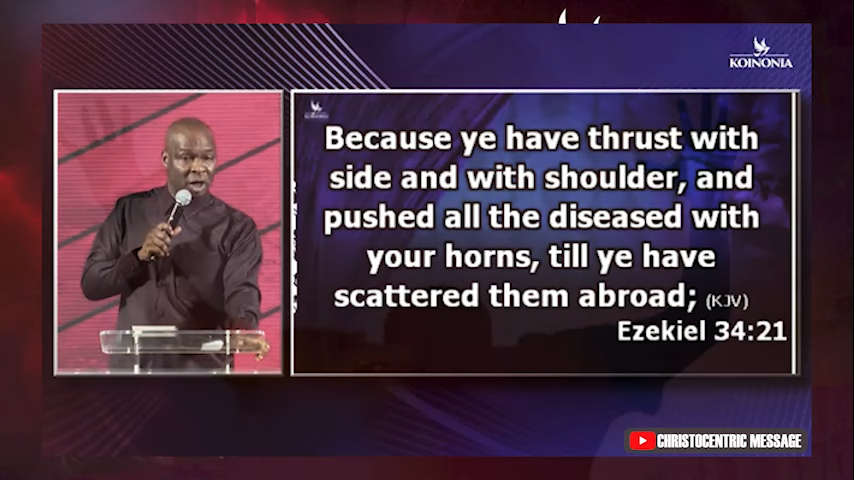 KOINONIA
KOINONIA
Because ye have thrust with
side and with shoulder, and
pushed all the diseased with
your horns, till ye have
scattered them abroad; (KJV)
Ezekiel 34:21
CHRISTOCENTRIC MESSAGE